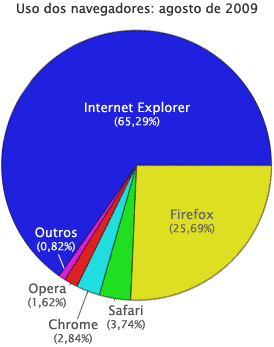 Uso dos navegadores: agosto de 2009
Internet Explorer
(65,29%)
Firefox
(25,69%)
Outros
(0,82%)
Opera
(1,62%)
Safari
(3,74%)
Chrome
(2,84%)